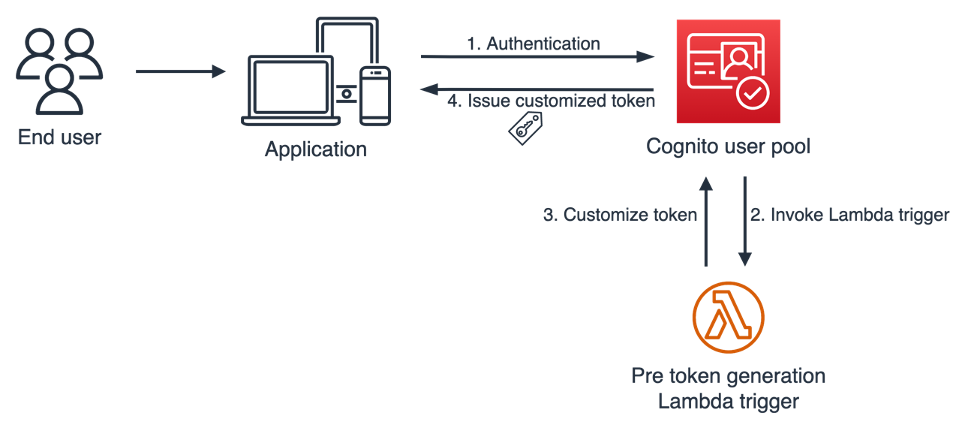 1. Authentication
4. Issue customized token
End user
Application
Cognito user pool
3. Customize token
2. Invoke Lambda trigger
Pre token generation
Lambda trigger